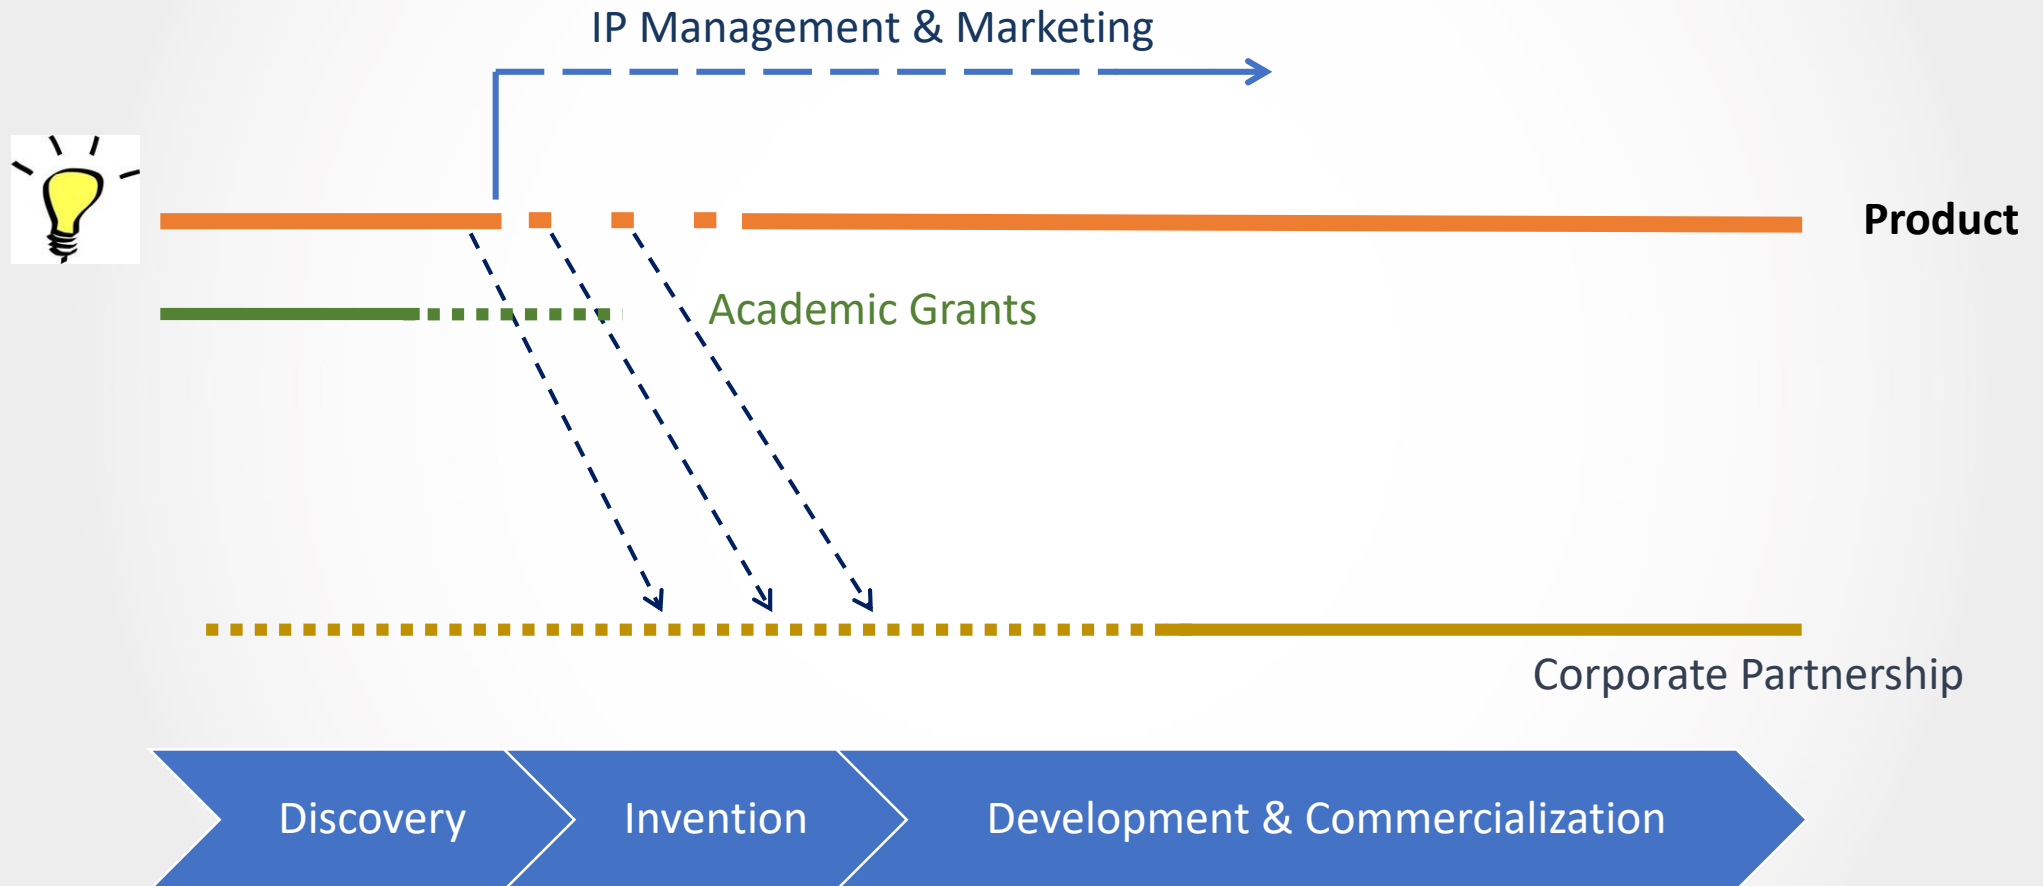 IP Management & Marketing
Product
Academic Grants
Corporate Partnership
Discovery
Invention
Development & Commercialization